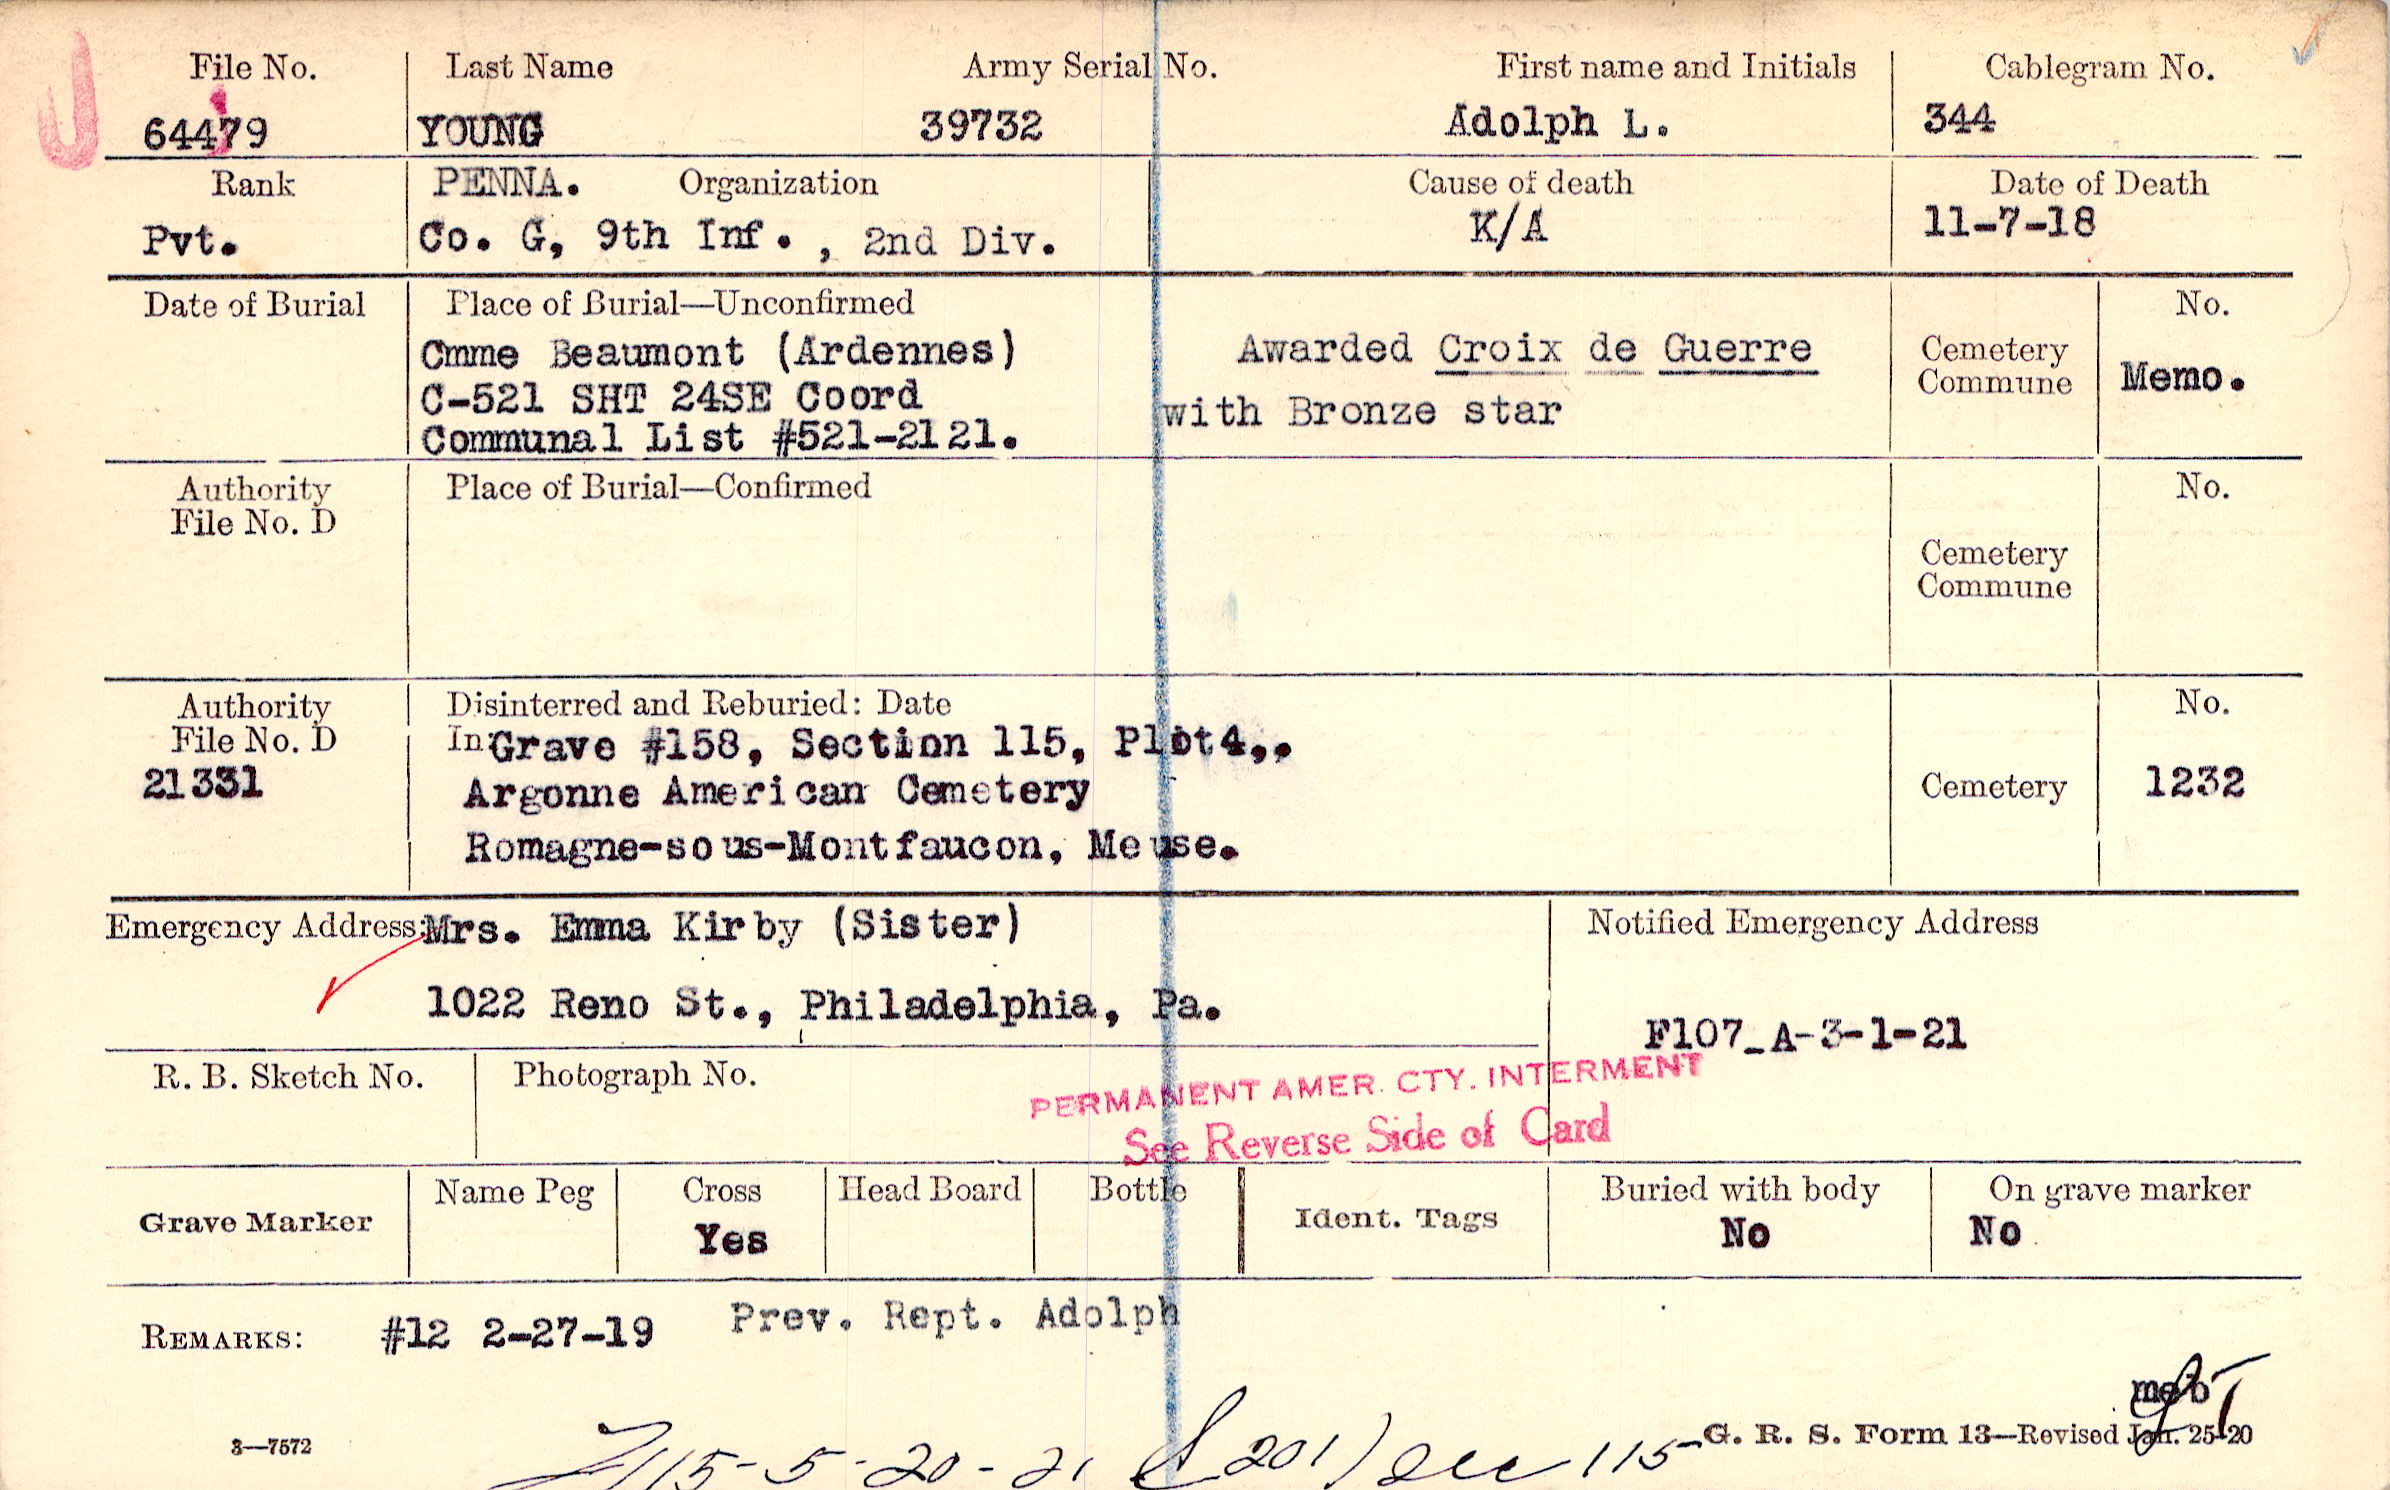 File No. Last Name Army Serial No. First name and Initials Cablegram No.
64479 YOUNG 39732 Adolph L. 344
Rank PENNA. Organization Cause of death Date of Death
Pvt. Co. G, 9th Inf., 2nd Div. K/A 11-7-18
Date of Burial Place of Burial—Unconfirmed No.
Cmme Beaumont (Ardennes) Awarded Croix de Guerre Cemetery
C-521 SHT 24SE Coord with Bronze star Commune Memo.
Communal List #521-2121.
Authority Place of Burial—Confirmed No.
File No. D
Cemetery
Commune
Authority Disinterred and Reburied: Date No.
File No. D In Grave #158, Section 115, Plot 4,.
21331 Argonne American Cemetery Cemetery 1232
Romagne-sous-Montfaucon, Meuse.
Emergency Address: Mrs. Emma Kirby (Sister) Notified Emergency Address
1022 Reno St., Philadelphia, Pa.
F107_A-3-1-21
R. B. Sketch No. Photograph No.
PERMANENT AMER. CTY. INTERMENT
See Reverse Side of Card
Grave Marker Name Peg Cross Head Board Bottle Ident. Tags Buried with body On grave marker
Yes No No
REMARKS: #12 2-27-19 Prev. Rept. Adolph
meb
3—7572 G. R. S. Form 13—Revised Jan. 25-20
115-5-20-21 (201) Sec 115